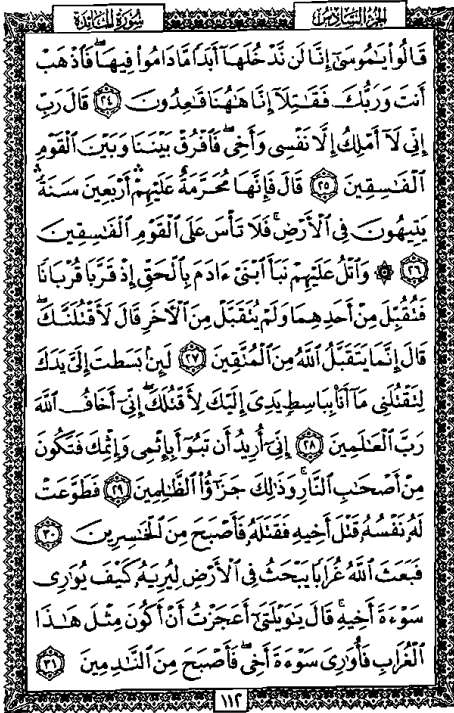 الجزء السادس
سورة المائدة
قَالُوا۟ يَـٰمُوسَىٰٓ إِنَّا لَن نَّدْخُلَهَآ أَبَدًا مَّا دَامُوا۟ فِيهَا ۖ فَٱذْهَبْ
أَنتَ وَرَبُّكَ فَقَـٰتِلَآ إِنَّا هَـٰهُنَا قَـٰعِدُونَ ٢٤ قَالَ رَبِّ
إِنِّى لَآ أَمْلِكُ إِلَّا نَفْسِى وَأَخِى ۖ فَٱفْرُقْ بَيْنَنَا وَبَيْنَ ٱلْقَوْمِ
ٱلْفَـٰسِقِينَ ٢٥ قَالَ فَإِنَّهَا مُحَرَّمَةٌ عَلَيْهِمْ ۛ أَرْبَعِينَ سَنَةً ۛ
يَتِيهُونَ فِى ٱلْأَرْضِ ۚ فَلَا تَأْسَ عَلَى ٱلْقَوْمِ ٱلْفَـٰسِقِينَ
٢٦ ۞ وَٱتْلُ عَلَيْهِمْ نَبَأَ ٱبْنَىْ ءَادَمَ بِٱلْحَقِّ إِذْ قَرَّبَا قُرْبَانًا
فَتُقُبِّلَ مِنْ أَحَدِهِمَا وَلَمْ يُتَقَبَّلْ مِنَ ٱلْـَٔاخَرِ قَالَ لَأَقْتُلَنَّكَ ۖ
قَالَ إِنَّمَا يَتَقَبَّلُ ٱللَّهُ مِنَ ٱلْمُتَّقِينَ ٢٧ لَئِنۢ بَسَطتَ إِلَىَّ يَدَكَ
لِتَقْتُلَنِى مَآ أَنَا۠ بِبَاسِطٍ يَدِىَ إِلَيْكَ لِأَقْتُلَكَ ۖ إِنِّىٓ أَخَافُ ٱللَّهَ
رَبَّ ٱلْعَـٰلَمِينَ ٢٨ إِنِّىٓ أُرِيدُ أَن تَبُوٓأَ بِإِثْمِى وَإِثْمِكَ فَتَكُونَ
مِنْ أَصْحَـٰبِ ٱلنَّارِ ۚ وَذَٰلِكَ جَزَٰٓؤُا۟ ٱلظَّـٰلِمِينَ ٢٩ فَطَوَّعَتْ
لَهُۥ نَفْسُهُۥ قَتْلَ أَخِيهِ فَقَتَلَهُۥ فَأَصْبَحَ مِنَ ٱلْخَـٰسِرِينَ ٣٠
فَبَعَثَ ٱللَّهُ غُرَابًا يَبْحَثُ فِى ٱلْأَرْضِ لِيُرِيَهُۥ كَيْفَ يُوَٰرِى
سَوْءَةَ أَخِيهِ ۚ قَالَ يَـٰوَيْلَتَىٰٓ أَعَجَزْتُ أَنْ أَكُونَ مِثْلَ هَـٰذَا
ٱلْغُرَابِ فَأُوَٰرِىَ سَوْءَةَ أَخِى ۖ فَأَصْبَحَ مِنَ ٱلنَّـٰدِمِينَ ٣١
١١٢